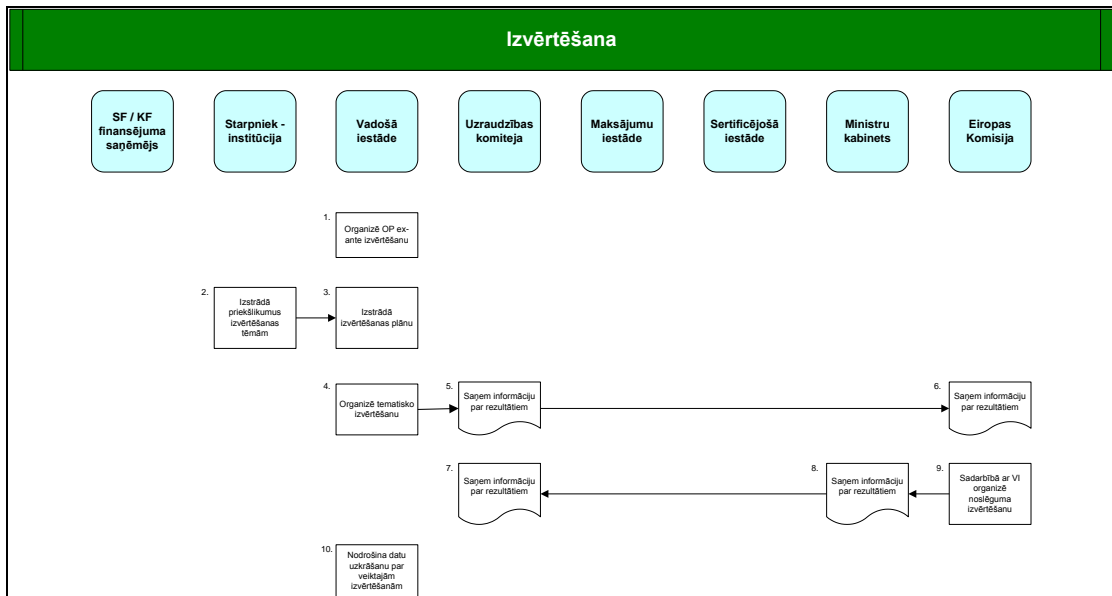 Izvērtēšana
SF / KF
finansējuma
saņēmējs
Starpniek -
institūcija
Vadošā
iestāde
Uzraudzības
komiteja
Maksājumu
iestāde
Sertificējošā
iestāde
Ministru
kabinets
Eiropas
Komisija
1.
Organizē OP ex-
ante izvērtēšanu
2.
Izstrādā
priekšlikumus
izvērtēšanas
tēmām
3.
Izstrādā
izvērtēšanas plānu
4.
Organizē tematisko
izvērtēšanu
5.
Saņem informāciju
par rezultātiem
6.
Saņem informāciju
par rezultātiem
7.
Saņem informāciju
par rezultātiem
8.
Saņem informāciju
par rezultātiem
9.
Sadarbībā ar VI
organizē
noslēguma
izvērtēšanu
10.
Nodrošina datu
uzkrāšanu par
veiktajām
izvērtēšanām